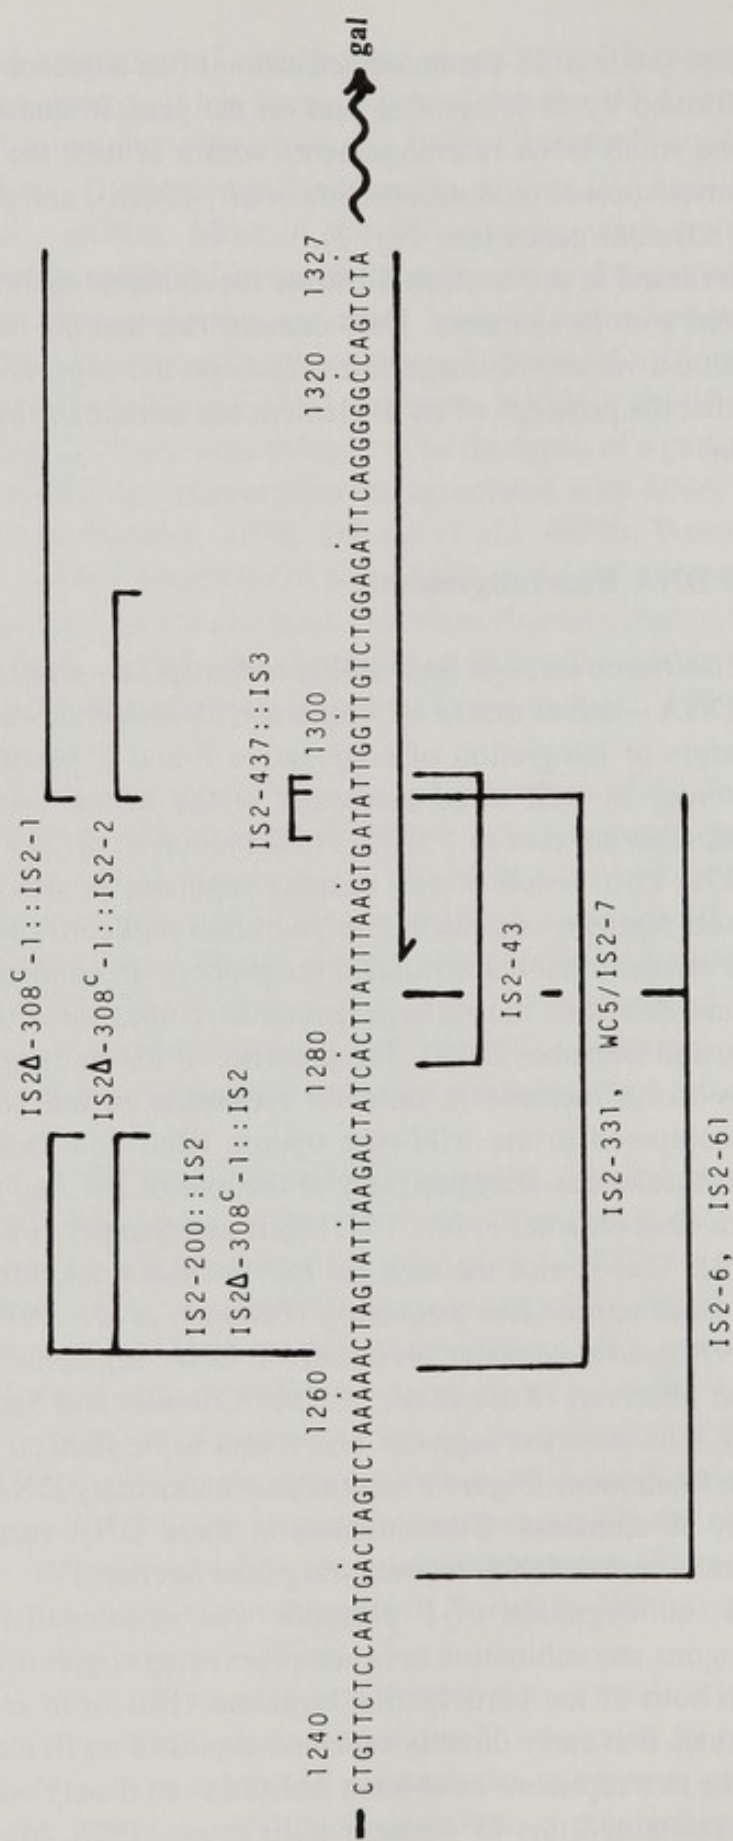 IS2Δ-308ᶜ-1::IS2-1
IS2Δ-308ᶜ-1::IS2-2
IS2-200::IS2
IS2Δ-308ᶜ-1::IS2
IS2-437::IS3
1240 1260 1280 1300 1320 1327
CTGTTCTCCAATGACTAGTCTAAAAACTAGTATTAAGACTATCACTTATTTAAGTGATATTGGTTGTCTGGAGATTCAGGGGGCCAGTCTA gal
IS2-43
IS2-331 WC5/IS2-7
IS2-6, IS2-61